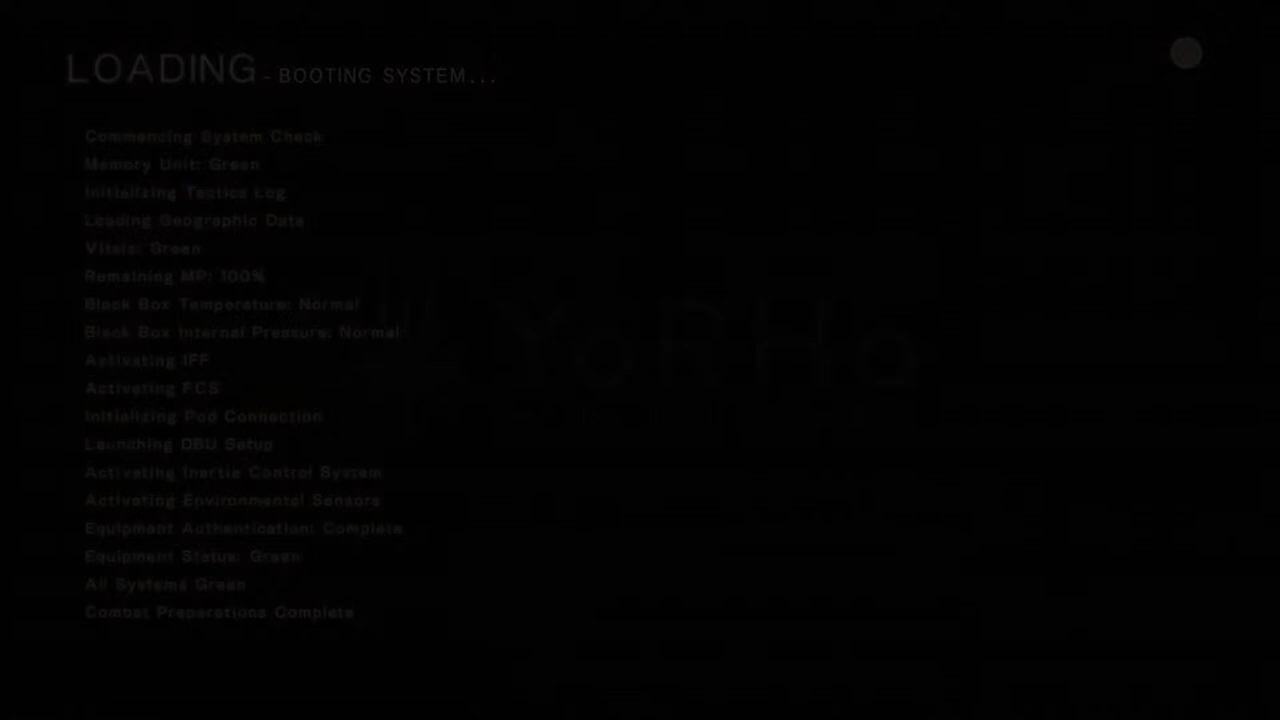 LOADING - BOOTING SYSTEM...
Commencing System Check
Memory Unit: Green
Initializing Tactics Log
Loading Geographic Data
Vitals: Green
Remaining MP: 100%
Black Box Temperature: Normal
Black Box Internal Pressure: Normal
Activating IFF
Activating FCS
Initializing Pod Connection
Launching DBU Setup
Activating Inertia Control System
Activating Environmental Sensors
Equipment Authentication: Complete
Equipment Status: Green
All Systems Green
Combat Preparations Complete
YoRHa